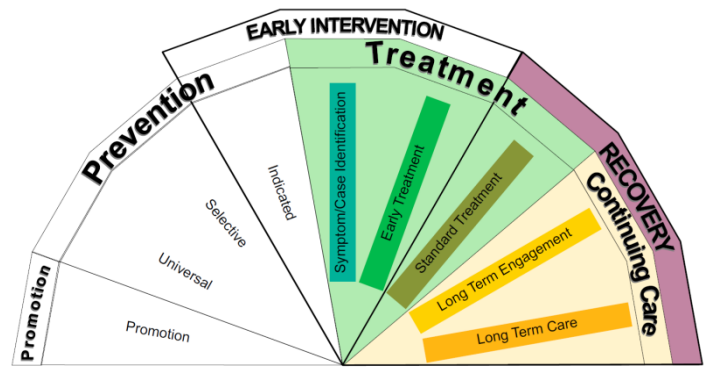 EARLY INTERVENTION
Treatment
Prevention
RECOVERY
Continuing Care
Promotion
Promotion
Universal
Selective
Indicated
Symptom/Case Identification
Early Treatment
Standard Treatment
Long Term Engagement
Long Term Care